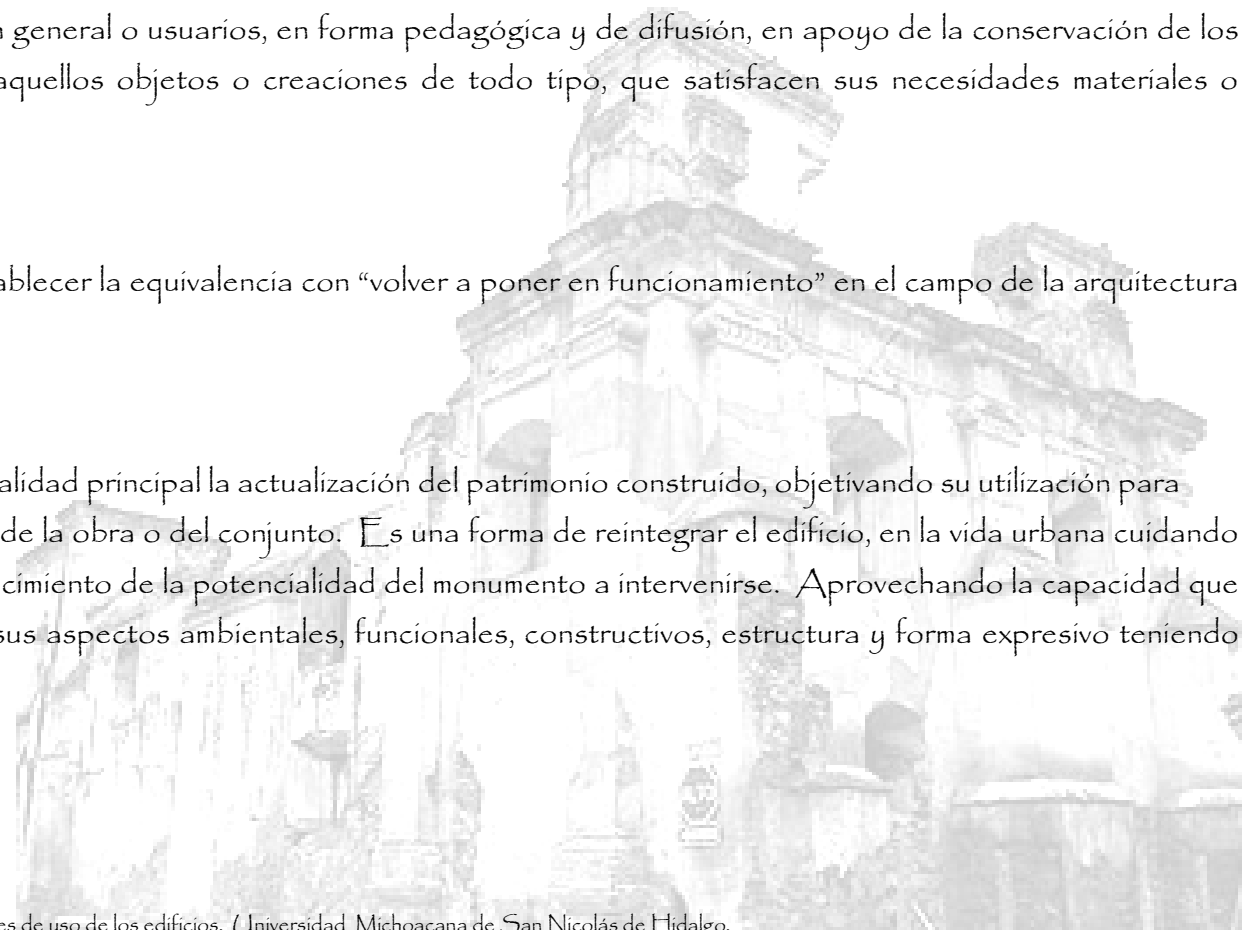 general o usuarios, en forma pedagógica y de difusión, en apoyo de la conservación de los
aquellos objetos o creaciones de todo tipo, que satisfacen sus necesidades materiales o
ablecer la equivalencia con “volver a poner en funcionamiento” en el campo de la arquitectura
alidad principal la actualización del patrimonio construido, objetivando su utilización para
de la obra o del conjunto. Es una forma de reintegrar el edificio, en la vida urbana cuidando
cimiento de la potencialidad del monumento a intervenirse. Aprovechando la capacidad que
sus aspectos ambientales, funcionales, constructivos, estructura y forma expresivo teniendo
es de uso de los edificios. Universidad Michoacana de San Nicolás de Hidalgo.